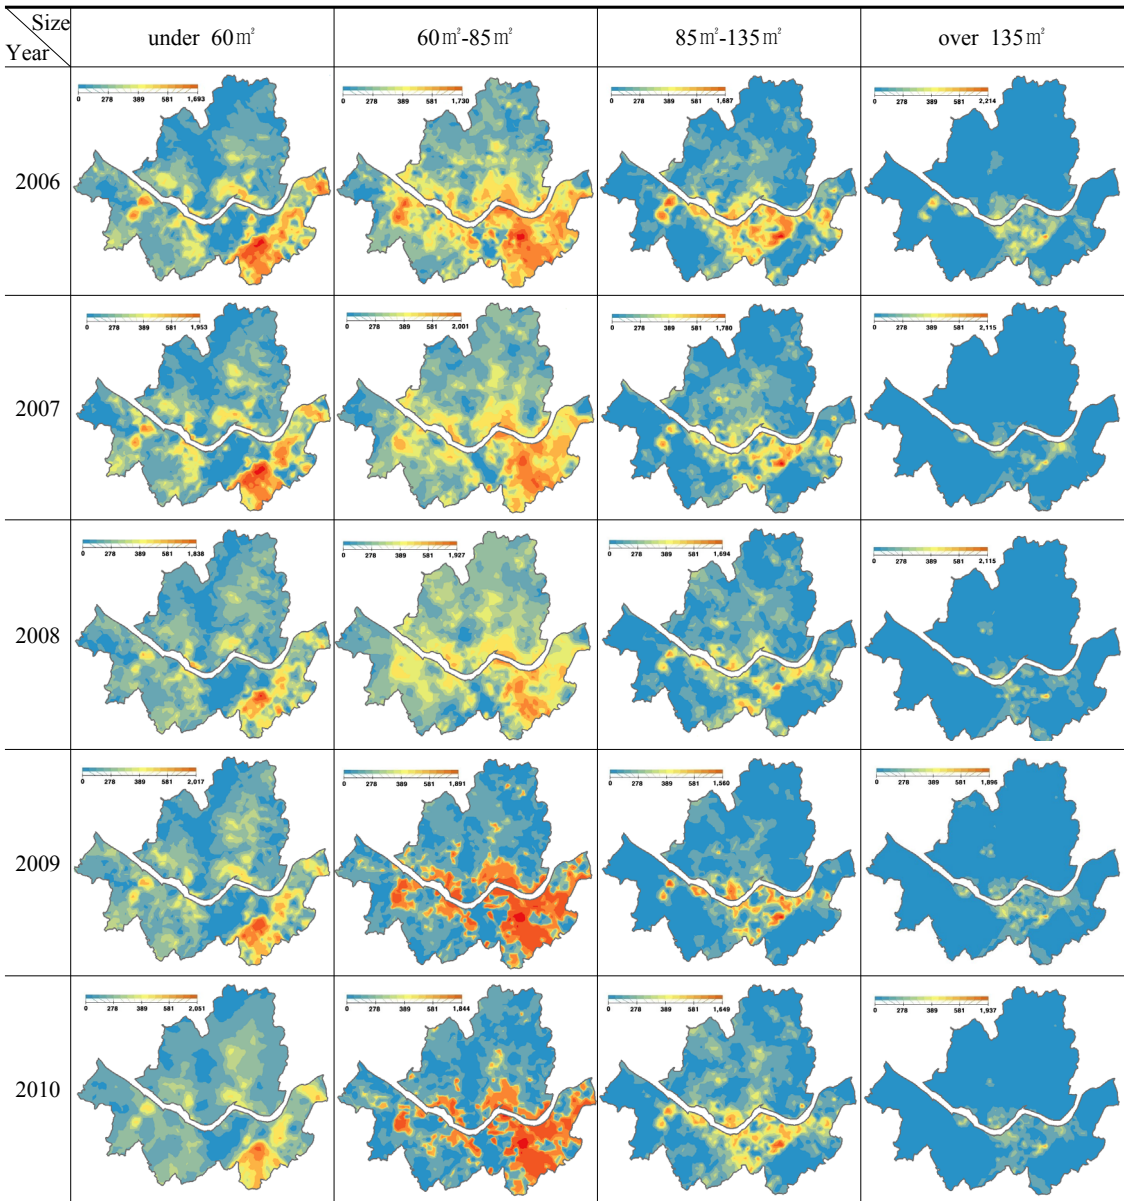 Size
Year
under 60㎡
60㎡-85㎡
85㎡-135㎡
over 135㎡
2006
0 278 389 581 1,693
0 278 389 581 1,730
0 278 389 581 1,687
0 278 389 581 2,214
2007
0 278 389 581 1,953
0 278 389 581 2,001
0 278 389 581 1,780
0 278 389 581 2,115
2008
0 278 389 581 1,838
0 278 389 581 1,927
0 278 389 581 1,694
0 278 389 581 2,115
2009
0 278 389 581 2,017
0 278 389 581 1,891
0 278 389 581 1,560
0 278 389 581 1,896
2010
0 278 389 581 2,051
0 278 389 581 1,844
0 278 389 581 1,649
0 278 389 581 1,937